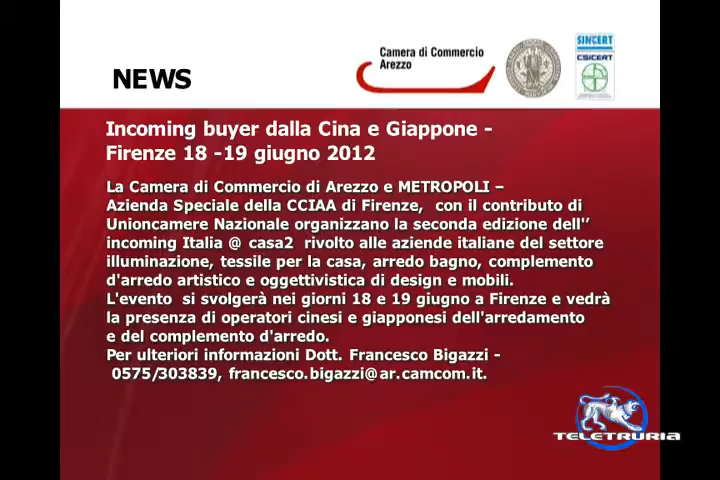 NEWS
Camera di Commercio
Arezzo
SINCERT
CSICERT
Incoming buyer dalla Cina e Giappone -
Firenze 18 -19 giugno 2012
La Camera di Commercio di Arezzo e METROPOLI –
Azienda Speciale della CCIAA di Firenze,  con il contributo di
Unioncamere Nazionale organizzano la seconda edizione dell'’
incoming Italia @ casa2  rivolto alle aziende italiane del settore
illuminazione, tessile per la casa, arredo bagno, complemento
d'arredo artistico e oggettivistica di design e mobili.
L'evento  si svolgerà nei giorni 18 e 19 giugno a Firenze e vedrà
la presenza di operatori cinesi e giapponesi dell'arredamento
e del complemento d'arredo.
Per ulteriori informazioni Dott. Francesco Bigazzi -
0575/303839, francesco.bigazzi@ar.camcom.it.
TELETRURIA